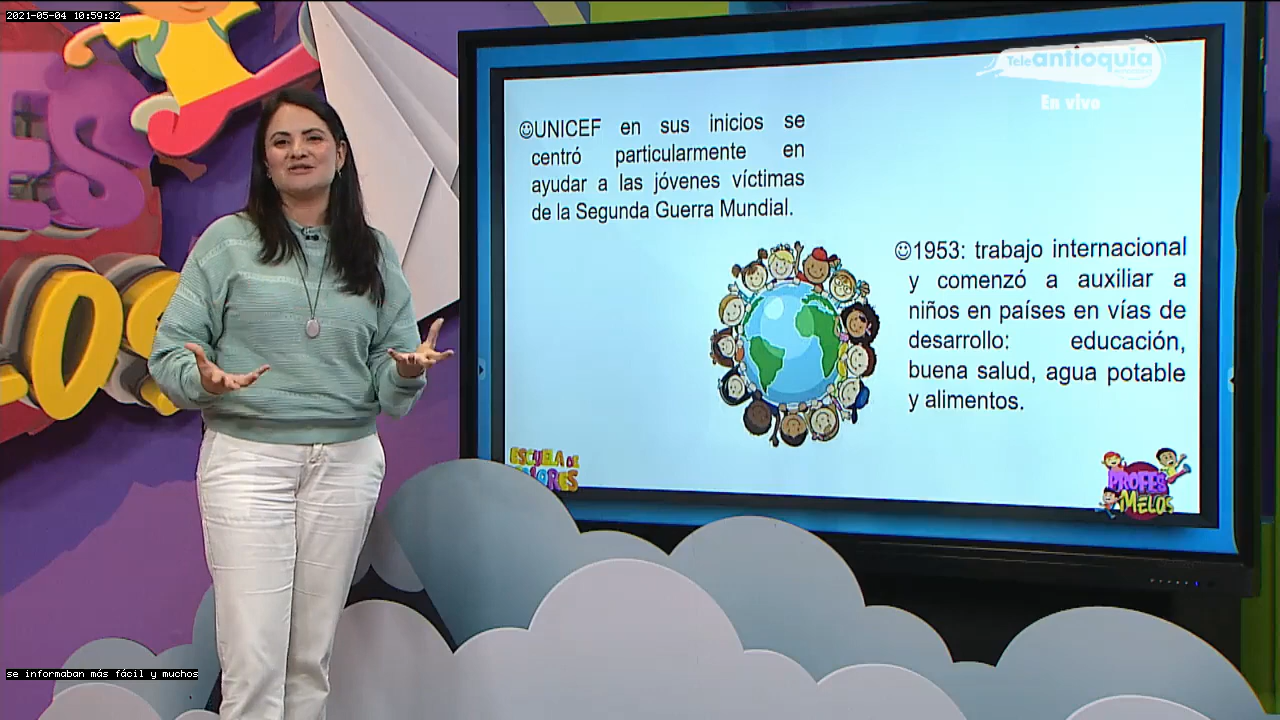 2021-05-04 10:59:32
Teleantioquia
En vivo
UNICEF en sus inicios se
centró particularmente en
ayudar a las jóvenes víctimas
de la Segunda Guerra Mundial.
1953: trabajo internacional
y comenzó a auxiliar a
niños en países en vías de
desarrollo: educación,
buena salud, agua potable
y alimentos.
ESCUELA DE
PROFES
MELOS
se informaban más fácil y muchos